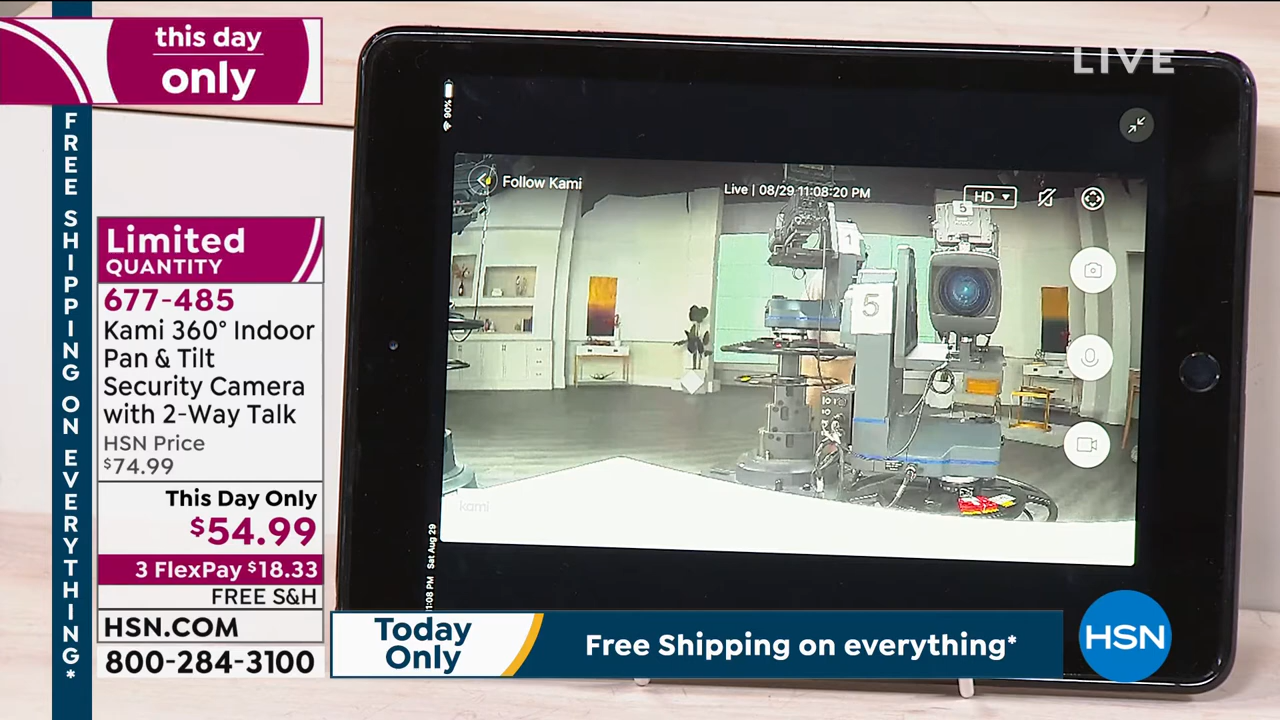 this day
only
FREE SHIPPING ON EVERYTHING*
Limited
QUANTITY
677-485
Kami 360° Indoor
Pan & Tilt
Security Camera
with 2-Way Talk
HSN Price
$74.99
This Day Only
$54.99
3 FlexPay $18.33
FREE S&H
HSN.COM
800-284-3100
LIVE
90%
Follow Kami
Live | 08/29 11:08:20 PM
HD
5
1
5
kami
11:08 PM Sat Aug 29
Today
Only
Free Shipping on everything*
HSN